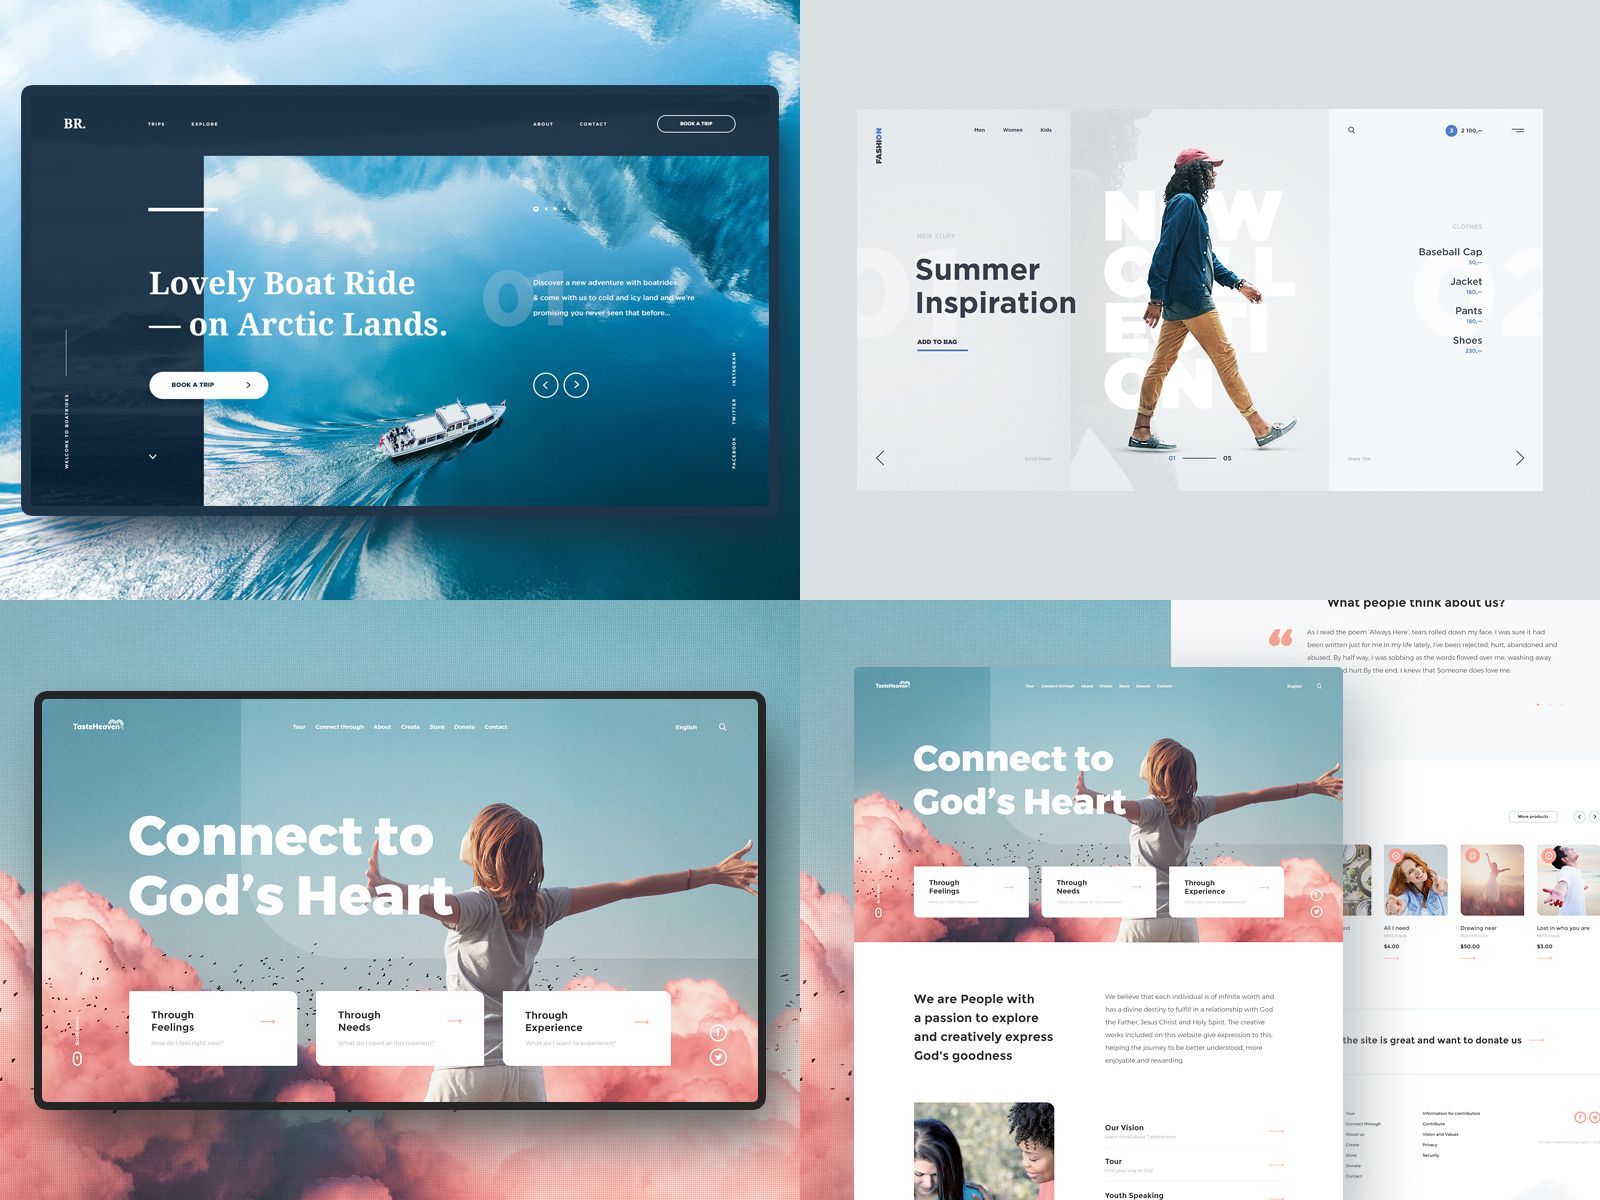 BR.
TRIPS
EXPLORE
ABOUT
CONTACT
BOOK A TRIP
Lovely Boat Ride
— on Arctic Lands.
01
Discover a new adventure with boatrides
& come with us to cold and icy land and we're
promising you never seen that before...
BOOK A TRIP
WELCOME TO BOATRIDES
INSTAGRAM
TWITTER
FACEBOOK
FASHION
Men
Women
Kids
3
2 100,—
01
NEW STUFF
Summer
Inspiration
ADD TO BAG
NEW
COLL
ECTI
ON
02
CLOTHES
Baseball Cap
50,—
Jacket
160,—
Pants
180,—
Shoes
230,—
Scroll Down
01
05
Share This
TasteHeaven
Tour
Connect through
About
Create
Store
Donate
Contact
English
Connect to
God's Heart
Through
Feelings
How do I feel right now?
Through
Needs
What do I need at this moment?
Through
Experience
What do I want to experience?
TasteHeaven
Tour
Connect through
About
Create
Store
Donate
Contact
English
Connect to
God's Heart
Through
Feelings
How do I feel right now?
Through
Needs
What do I need at this moment?
Through
Experience
What do I want to experience?
We are People with
a passion to explore
and creatively express
God's goodness
We believe that each individual is of infinite worth and
has a divine destiny to fulfill in a relationship with God
the Father, Jesus Christ and Holy Spirit. The creative
works included on this website give expression to this,
helping the journey to be better understood, more
enjoyable and rewarding.
Our Vision
Learn more about TasteHeaven
Tour
Find your way to God
Youth Speaking
What people think about us?
As I read the poem 'Always Here', tears rolled down my face. I was sure it had
been written just for me.In my life lately, I've been rejected, hurt, abandoned and
abused. By half way, I was sobbing as the words flowed over me, washing away
hurt.By the end, I knew that Someone does love me.
More products
All I need
MP3 Track
$4.00
Drawing near
Poem Poster
$50.00
Lost in who you are
MP3 Track
$3.00
the site is great and want to donate us
Tour
Connect through
About us
Create
Store
Donate
Contact
Information for contributors
Contribute
Vision and Values
Privacy
Security